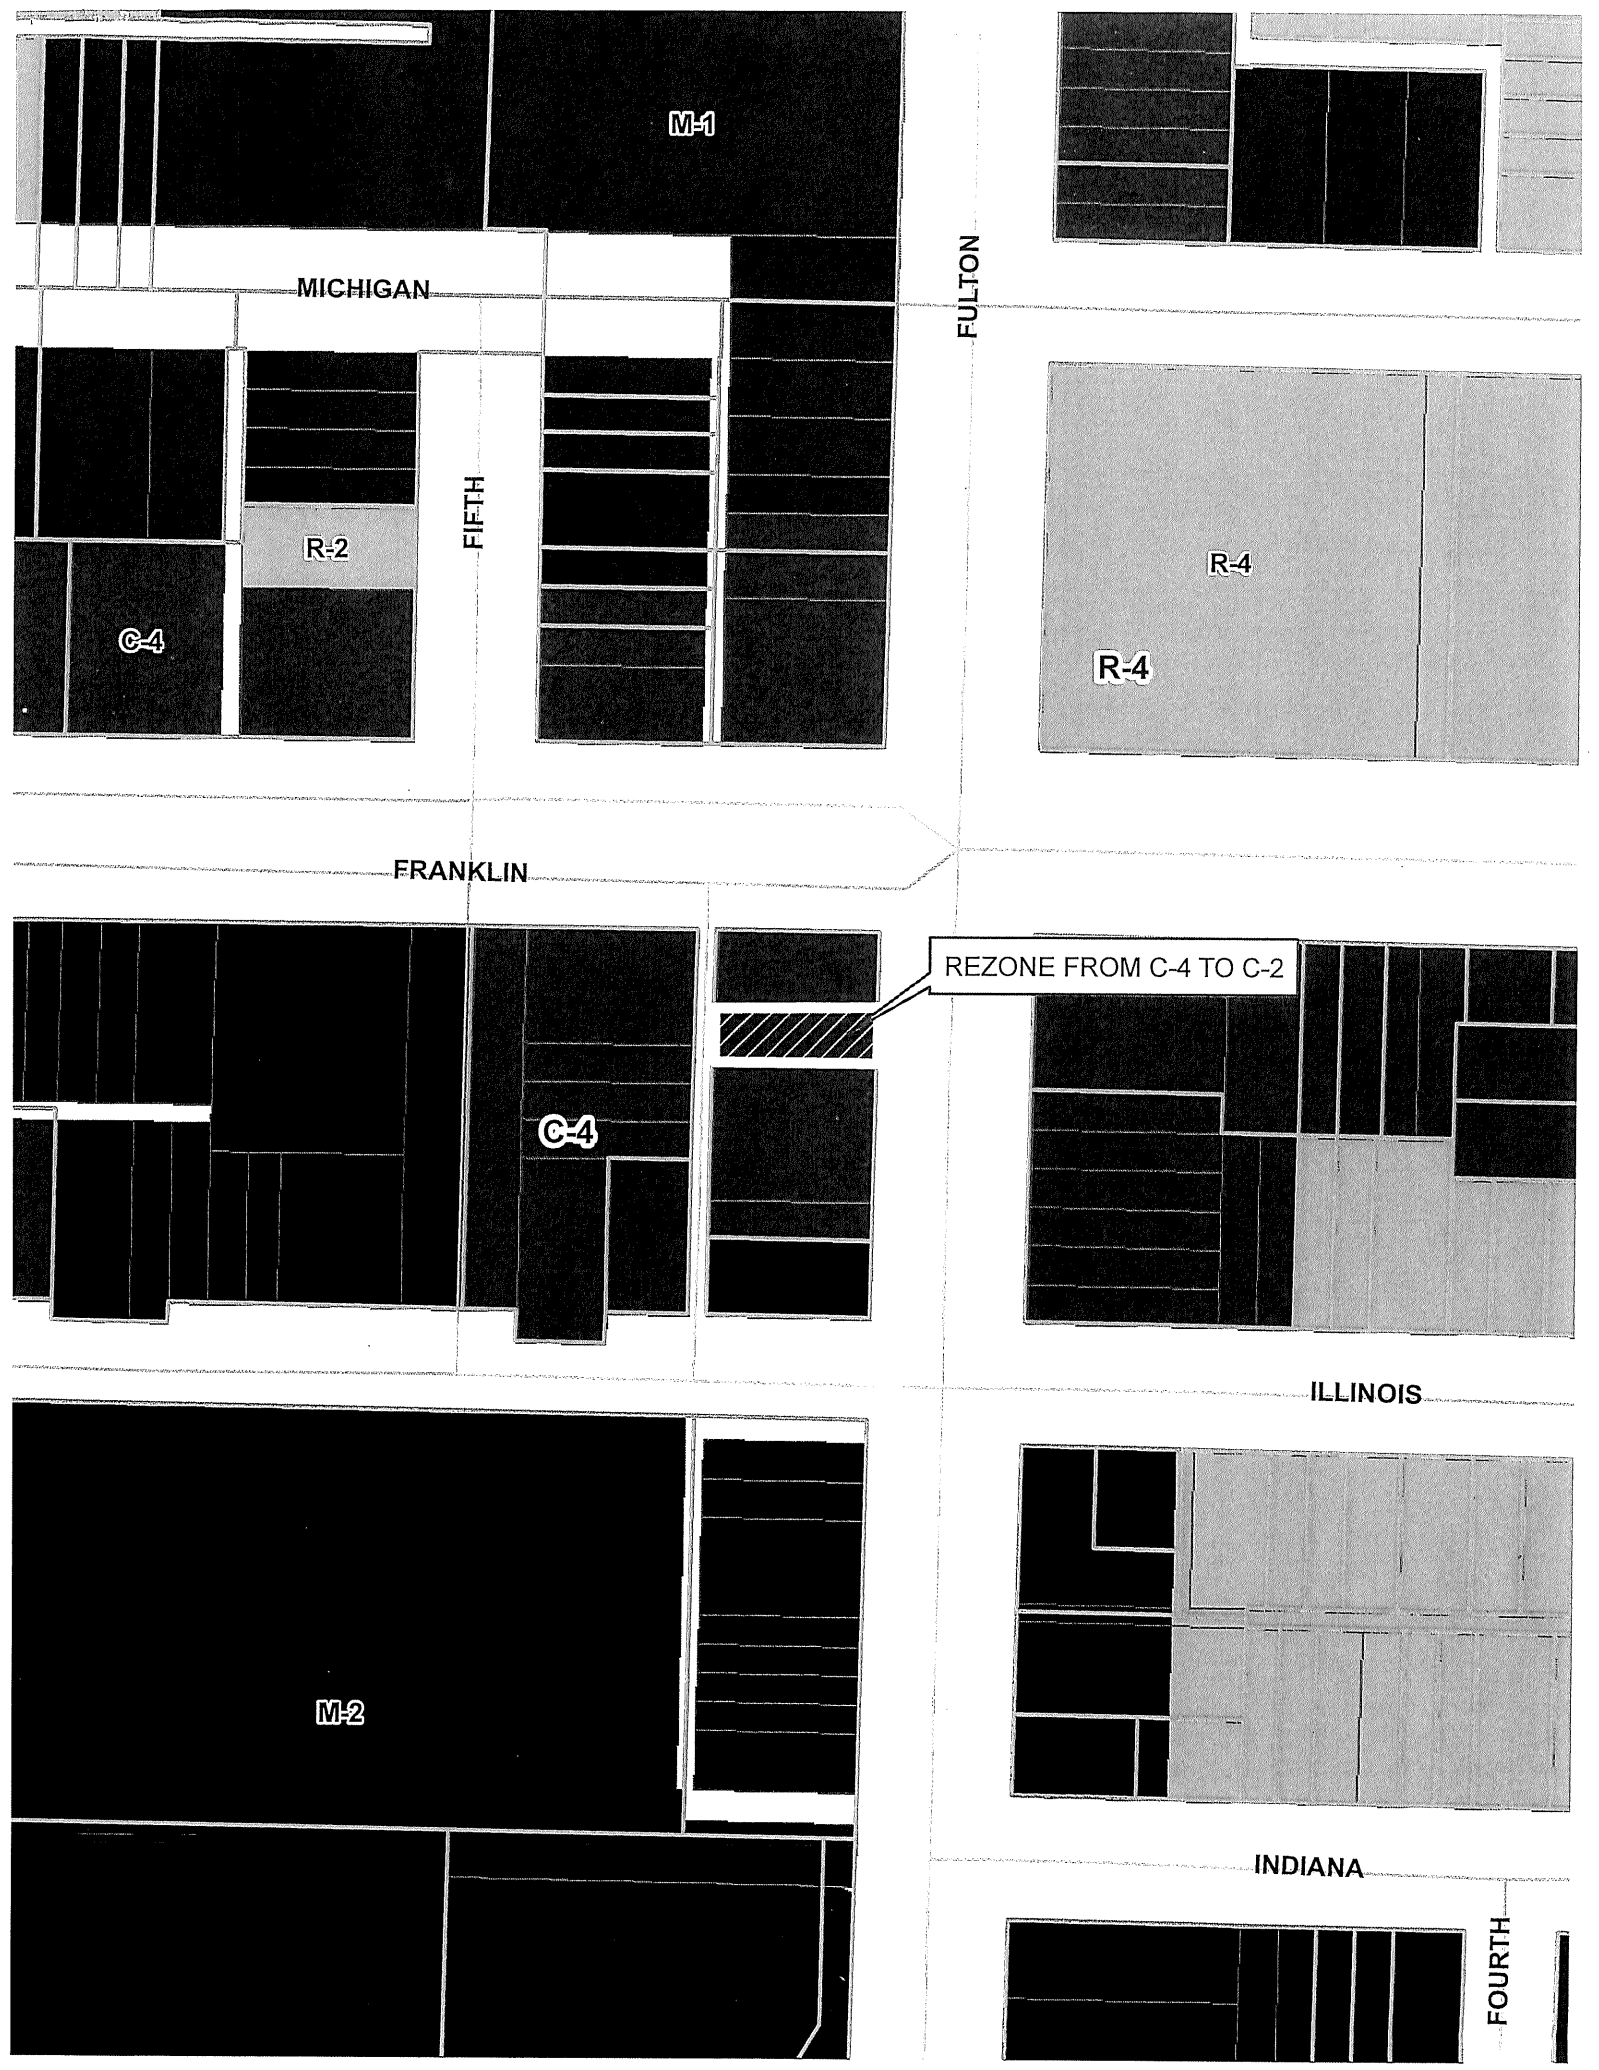 M-1
FULTON
MICHIGAN
FIFTH
R-2
R-4
C-4
R-4
FRANKLIN
REZONE FROM C-4 TO C-2
C-4
ILLINOIS
M-2
INDIANA
FOURTH